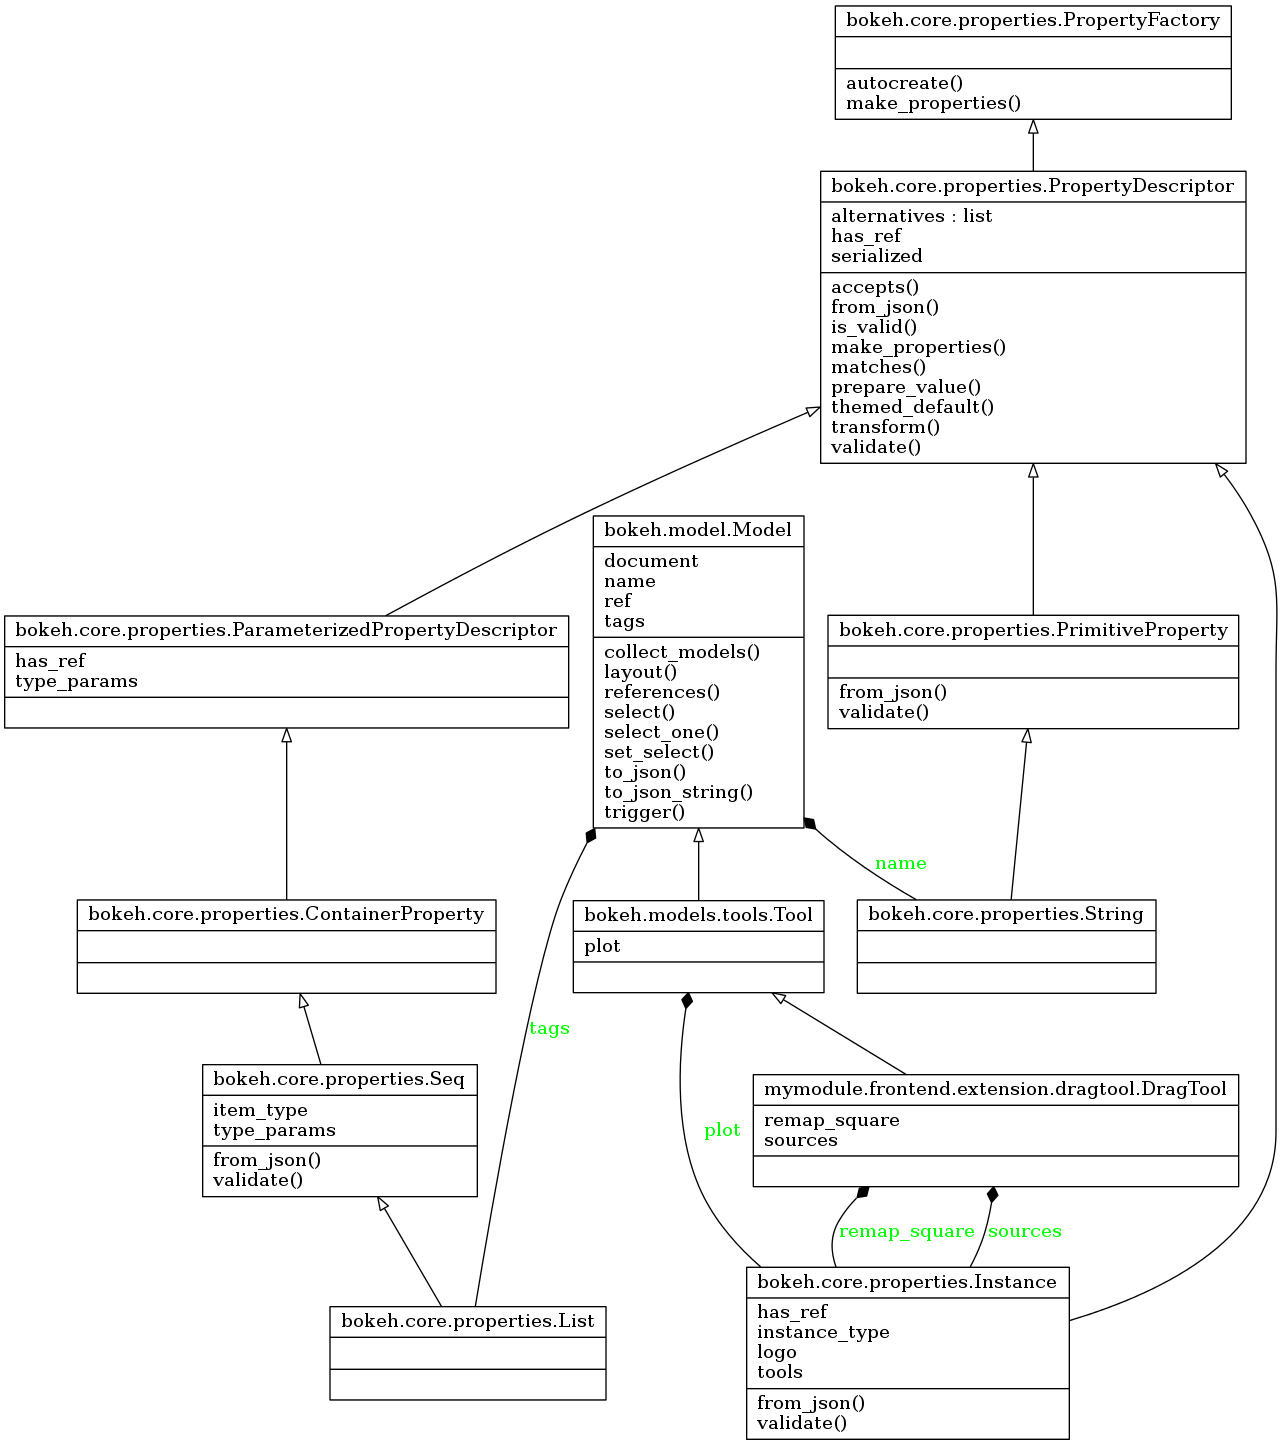 bokeh.core.properties.PropertyFactory
autocreate()
make_properties()
bokeh.core.properties.PropertyDescriptor
alternatives : list
has_ref
serialized
accepts()
from_json()
is_valid()
make_properties()
matches()
prepare_value()
themed_default()
transform()
validate()
bokeh.model.Model
document
name
ref
tags
collect_models()
layout()
references()
select()
select_one()
set_select()
to_json()
to_json_string()
trigger()
bokeh.core.properties.ParameterizedPropertyDescriptor
has_ref
type_params
bokeh.core.properties.PrimitiveProperty
from_json()
validate()
name
bokeh.core.properties.ContainerProperty
bokeh.models.tools.Tool
plot
bokeh.core.properties.String
tags
bokeh.core.properties.Seq
item_type
type_params
from_json()
validate()
plot
mymodule.frontend.extension.dragtool.DragTool
remap_square
sources
remap_square
sources
bokeh.core.properties.List
bokeh.core.properties.Instance
has_ref
instance_type
logo
tools
from_json()
validate()